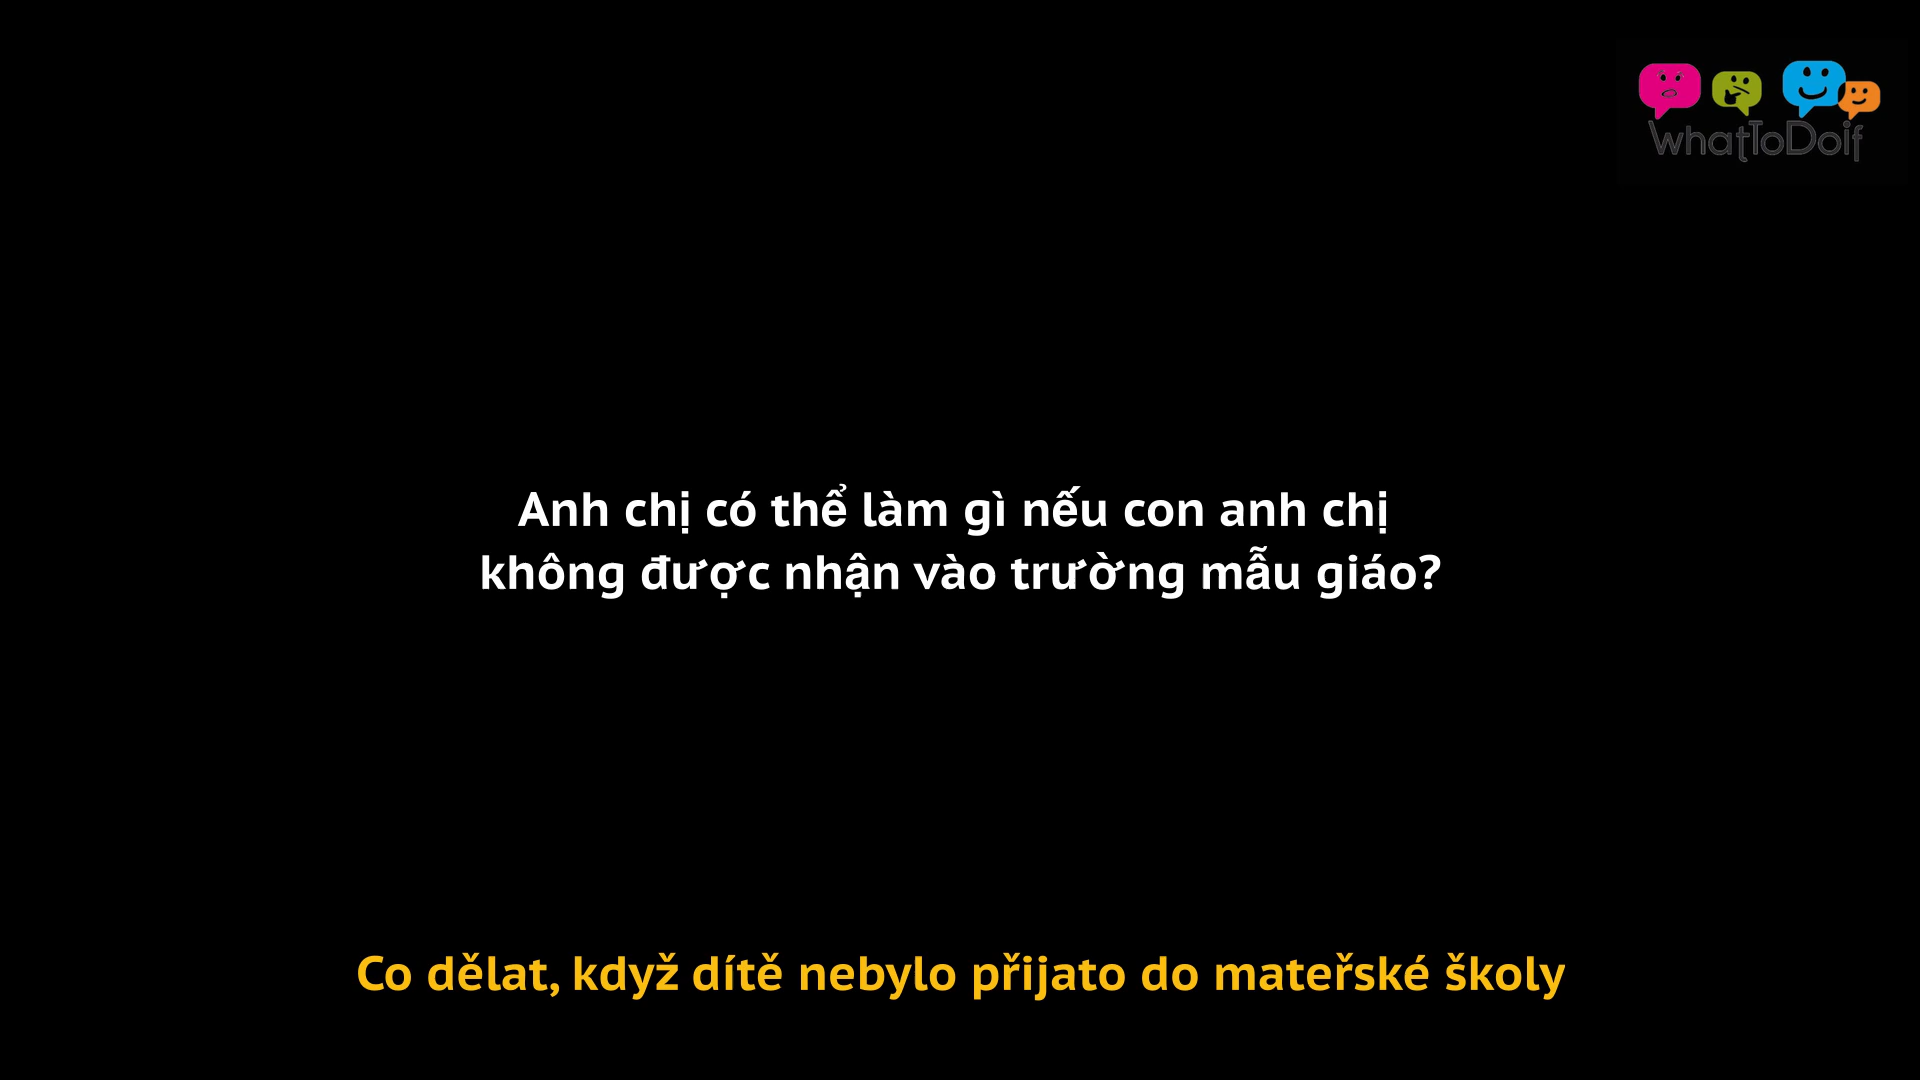 WhatToDoif
Anh chị có thể làm gì nếu con anh chị
không được nhận vào trường mẫu giáo?
Co dělat, když dítě nebylo přijato do mateřské školy